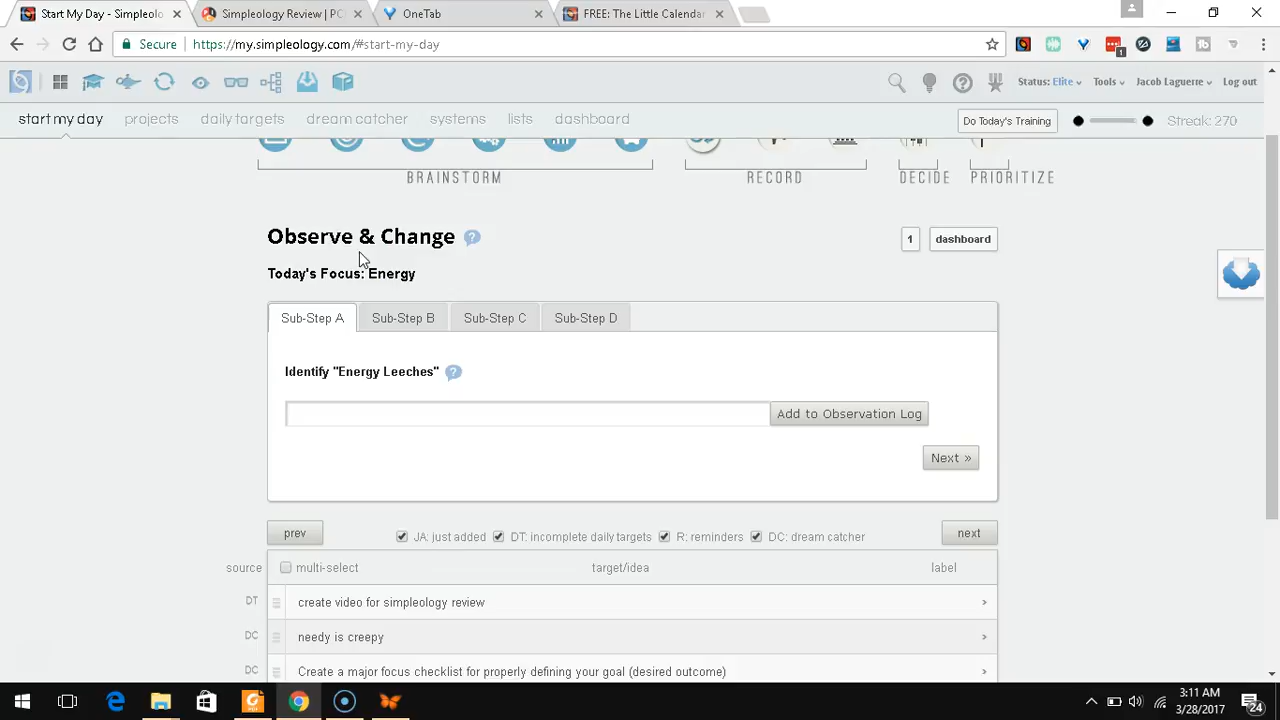 Start My Day - Simpleolo
Simpleology Review | PC
OneTab
FREE: The Little Calenda
Secure
https://my.simpleology.com/#start-my-day
1
Status: Elite
Tools
Jacob Laguerre
Log out
start my day
projects
daily targets
dream catcher
systems
lists
dashboard
Do Today's Training
Streak: 270
BRAINSTORM
RECORD
DECIDE
PRIORITIZE
Observe & Change ?
1
dashboard
Today's Focus: Energy
Sub-Step A
Sub-Step B
Sub-Step C
Sub-Step D
Identify "Energy Leeches" ?
Add to Observation Log
Next »
prev
JA: just added
DT: incomplete daily targets
R: reminders
DC: dream catcher
next
source
multi-select
target/idea
label
DT
create video for simpleology review
DC
needy is creepy
DC
Create a major focus checklist for properly defining your goal (desired outcome)
3:11 AM
3/28/2017
24